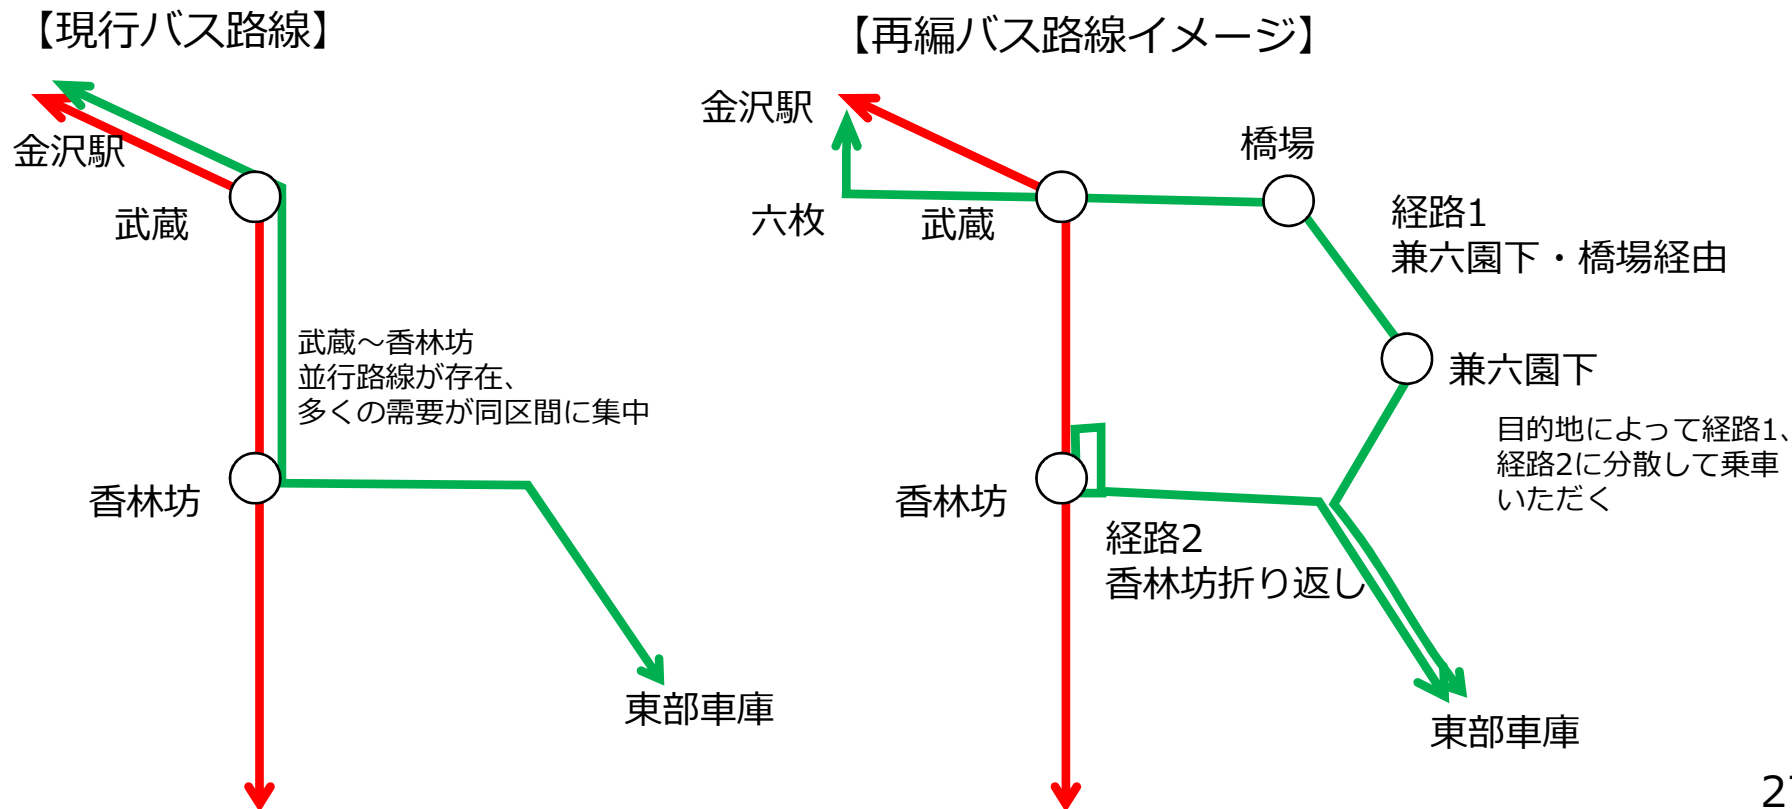 【現行バス路線】
金沢駅
武蔵
武蔵～香林坊
並行路線が存在、
多くの需要が同区間に集中
香林坊
東部車庫
【再編バス路線イメージ】
金沢駅
橋場
六枚
武蔵
経路1
兼六園下・橋場経由
兼六園下
目的地によって経路1、
経路2に分散して乗車
いただく
香林坊
経路2
香林坊折り返し
東部車庫